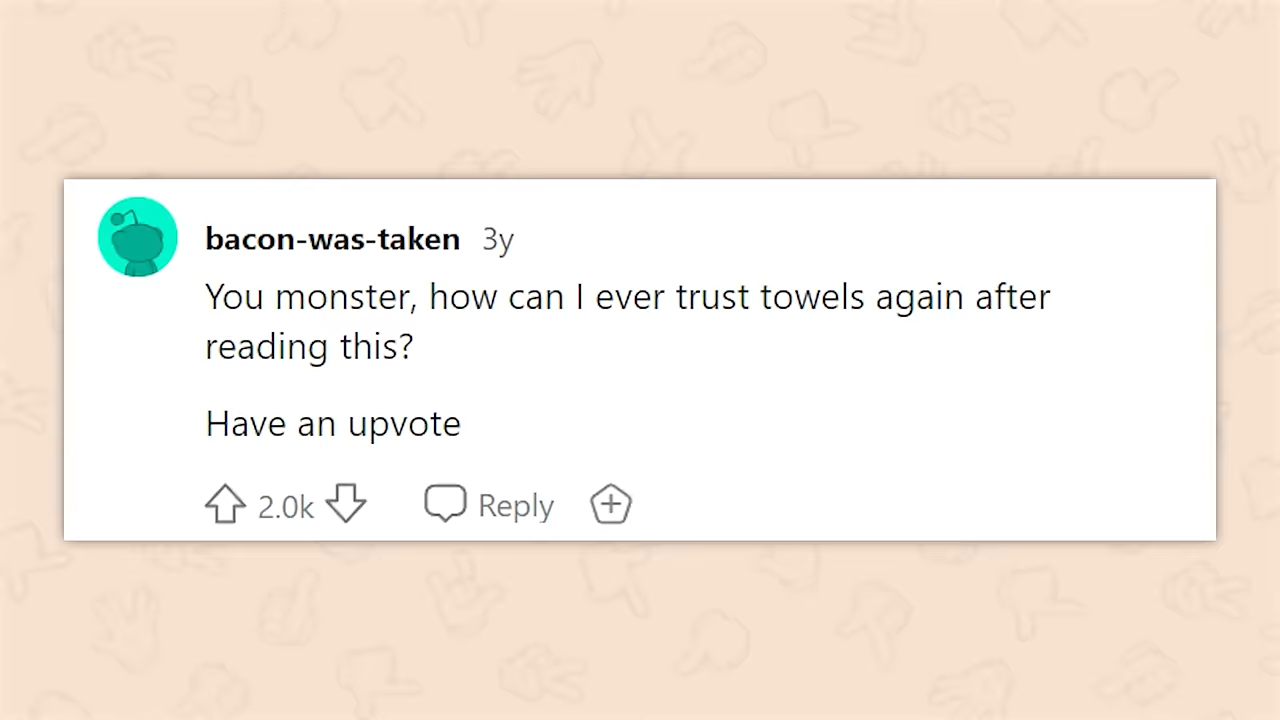 bacon-was-taken 3y
You monster, how can I ever trust towels again after
reading this?
Have an upvote
2.0k Reply